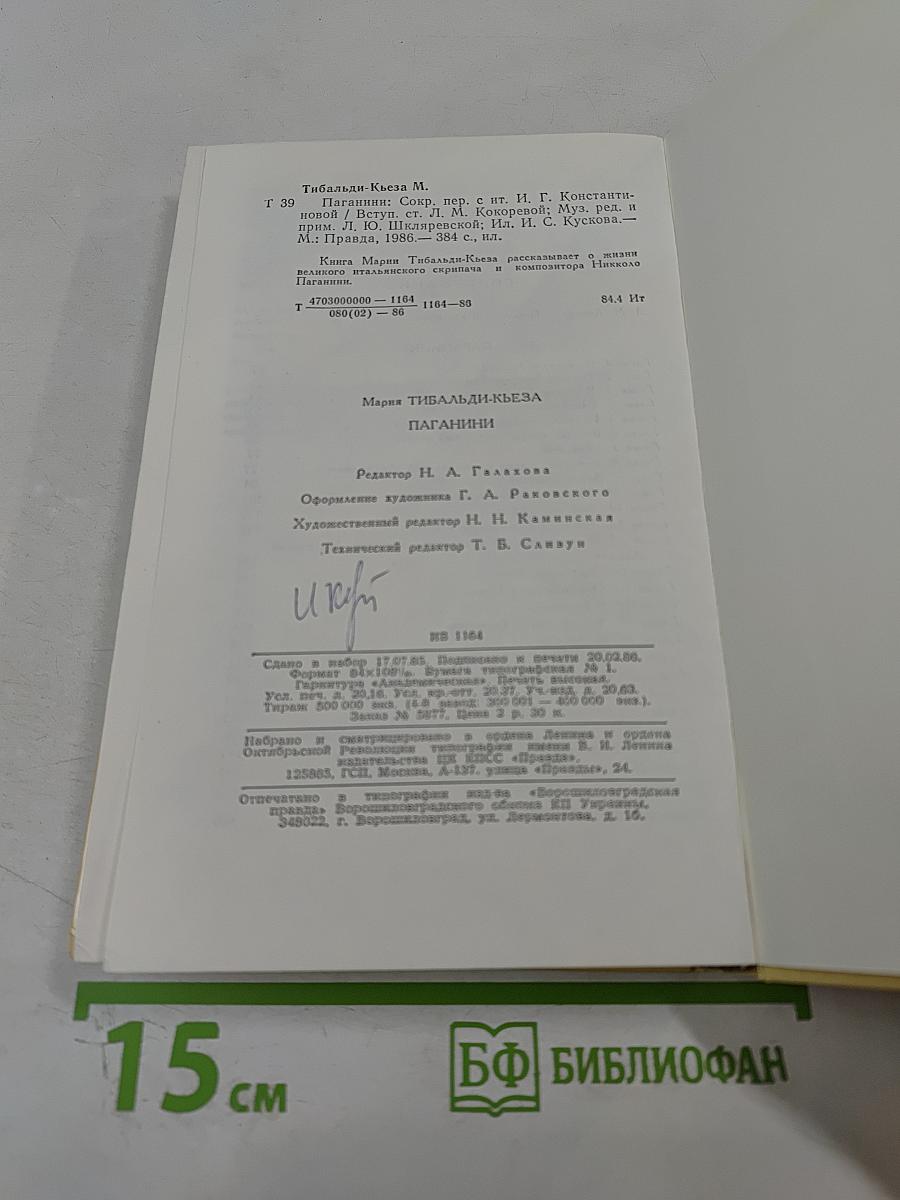 Тибальди-Кьеза М.
Т 39 Паганини: Сокр. пер. с ит. И. Г. Константи-
новой / Вступ. ст. Л. М. Кокоревой; Муз. ред. и
прим. Л. Ю. Шкляревской; Ил. И. С. Кускова.—
М.: Правда, 1986.— 384 с., ил.
Книга Марии Тибальди-Кьеза рассказывает о жизни
великого итальянского скрипача и композитора Никколо
Паганини.
Т 4703000000 — 1164 1164—86 84.4 Ит
080(02) — 86
Мария ТИБАЛЬДИ-КЬЕЗА
ПАГАНИНИ
Редактор Н. А. Галахова
Оформление художника Г. А. Раковского
Художественный редактор Н. Н. Каминская
Технический редактор Т. Б. Сливун
ИБ 1164
Сдано в набор 17.07.85. Подписано к печати 20.02.86.
Формат 84×108¹/₃₂. Бумага типографская № 1.
Гарнитура «Академическая». Печать высокая.
Усл. печ. л. 20,16. Усл. кр.-отт. 20,37. Уч.-изд. л. 20,63.
Тираж 500 000 экз. (4-й завод: 300 001 — 400 000 экз.).
Заказ № 5877. Цена 2 р. 30 к.
Набрано и сматрицировано в ордена Ленина и ордена
Октябрьской Революции типографии имени В. И. Ленина
издательства ЦК КПСС «Правда».
125865, ГСП, Москва, А-137, улица «Правды», 24.
Отпечатано в типографии изд-ва «Ворошиловградская
правда» Ворошиловградского обкома КП Украины,
348022, г. Ворошиловград, ул. Лермонтова, д. 1б.
15 см
БФ БИБЛИОФАН